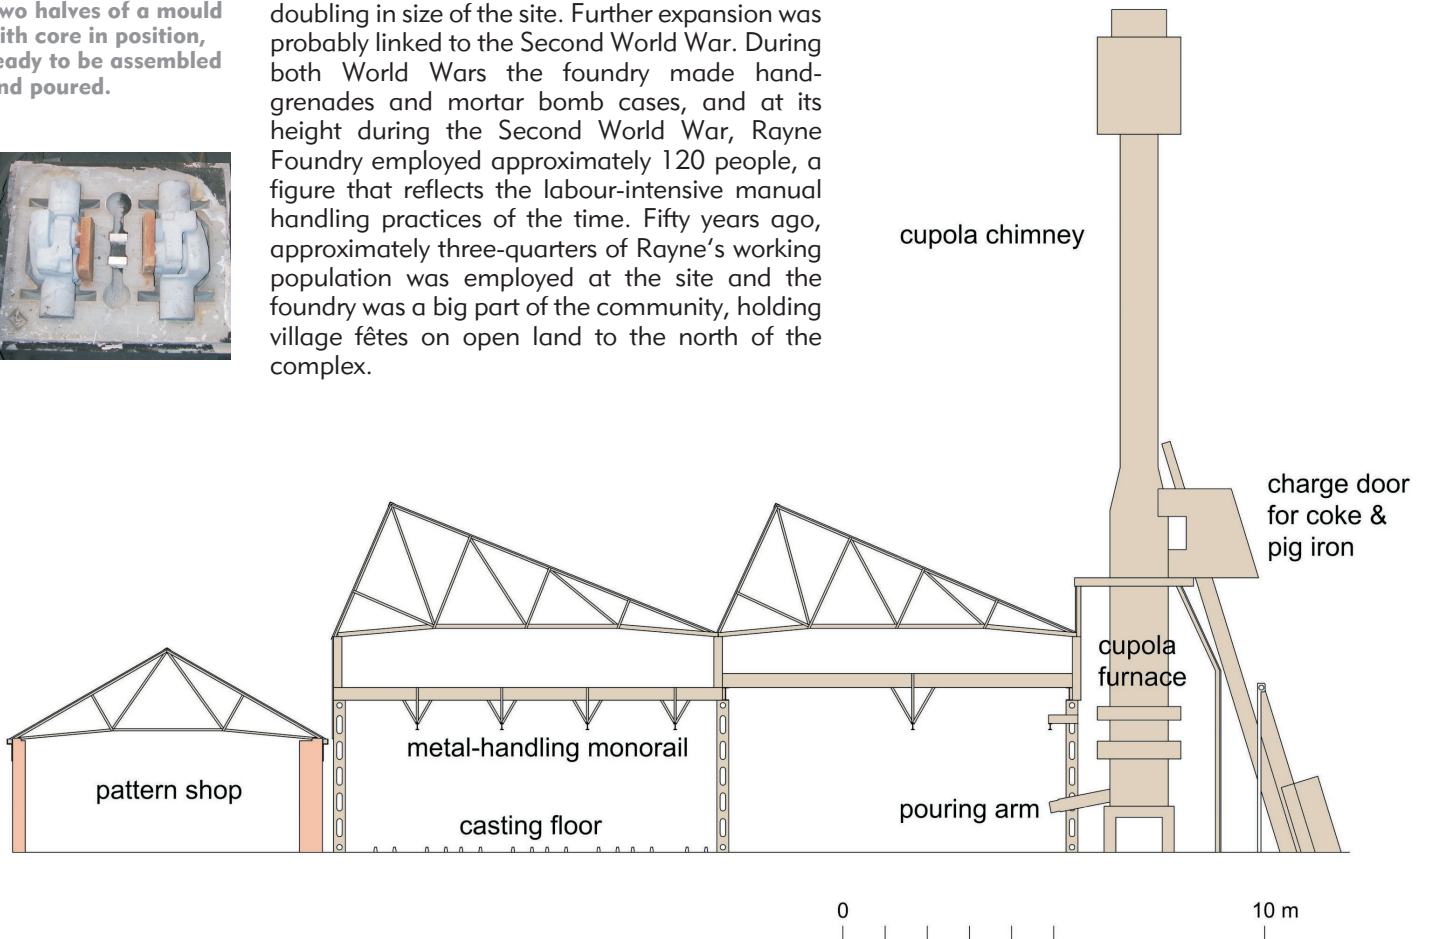 wo halves of a mould
ith core in position,
eady to be assembled
nd poured.
doubling in size of the site. Further expansion was
probably linked to the Second World War. During
both World Wars the foundry made hand-
grenades and mortar bomb cases, and at its
height during the Second World War, Rayne
Foundry employed approximately 120 people, a
figure that reflects the labour-intensive manual
handling practices of the time. Fifty years ago,
approximately three-quarters of Rayne‘s working
population was employed at the site and the
foundry was a big part of the community, holding
village fêtes on open land to the north of the
complex.
cupola chimney
charge door
for coke &
pig iron
cupola
furnace
metal-handling monorail
pattern shop
pouring arm
casting floor
0
10 m